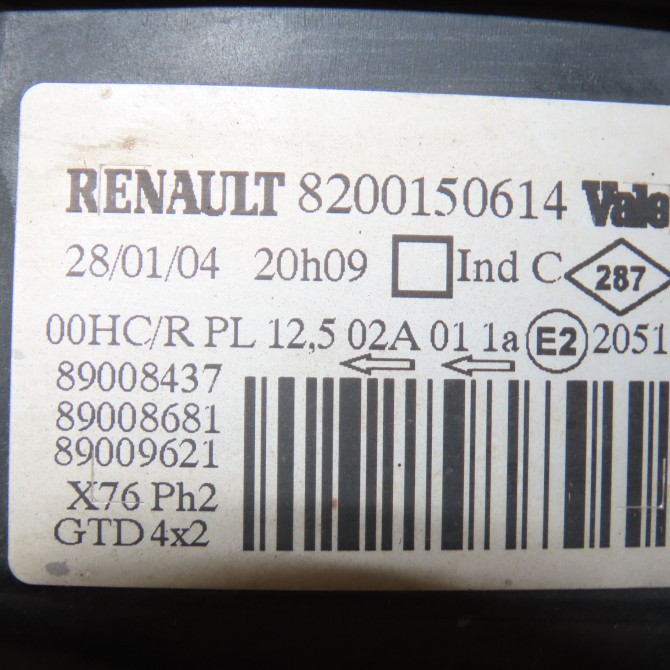 RENAULT 8200150614 Vale
28/01/04 20h09 Ind C 287
00HC/R PL 12,5 02A 01 1a E2 2051
89008437
89008681
89009621
X76 Ph2
GTD 4x2